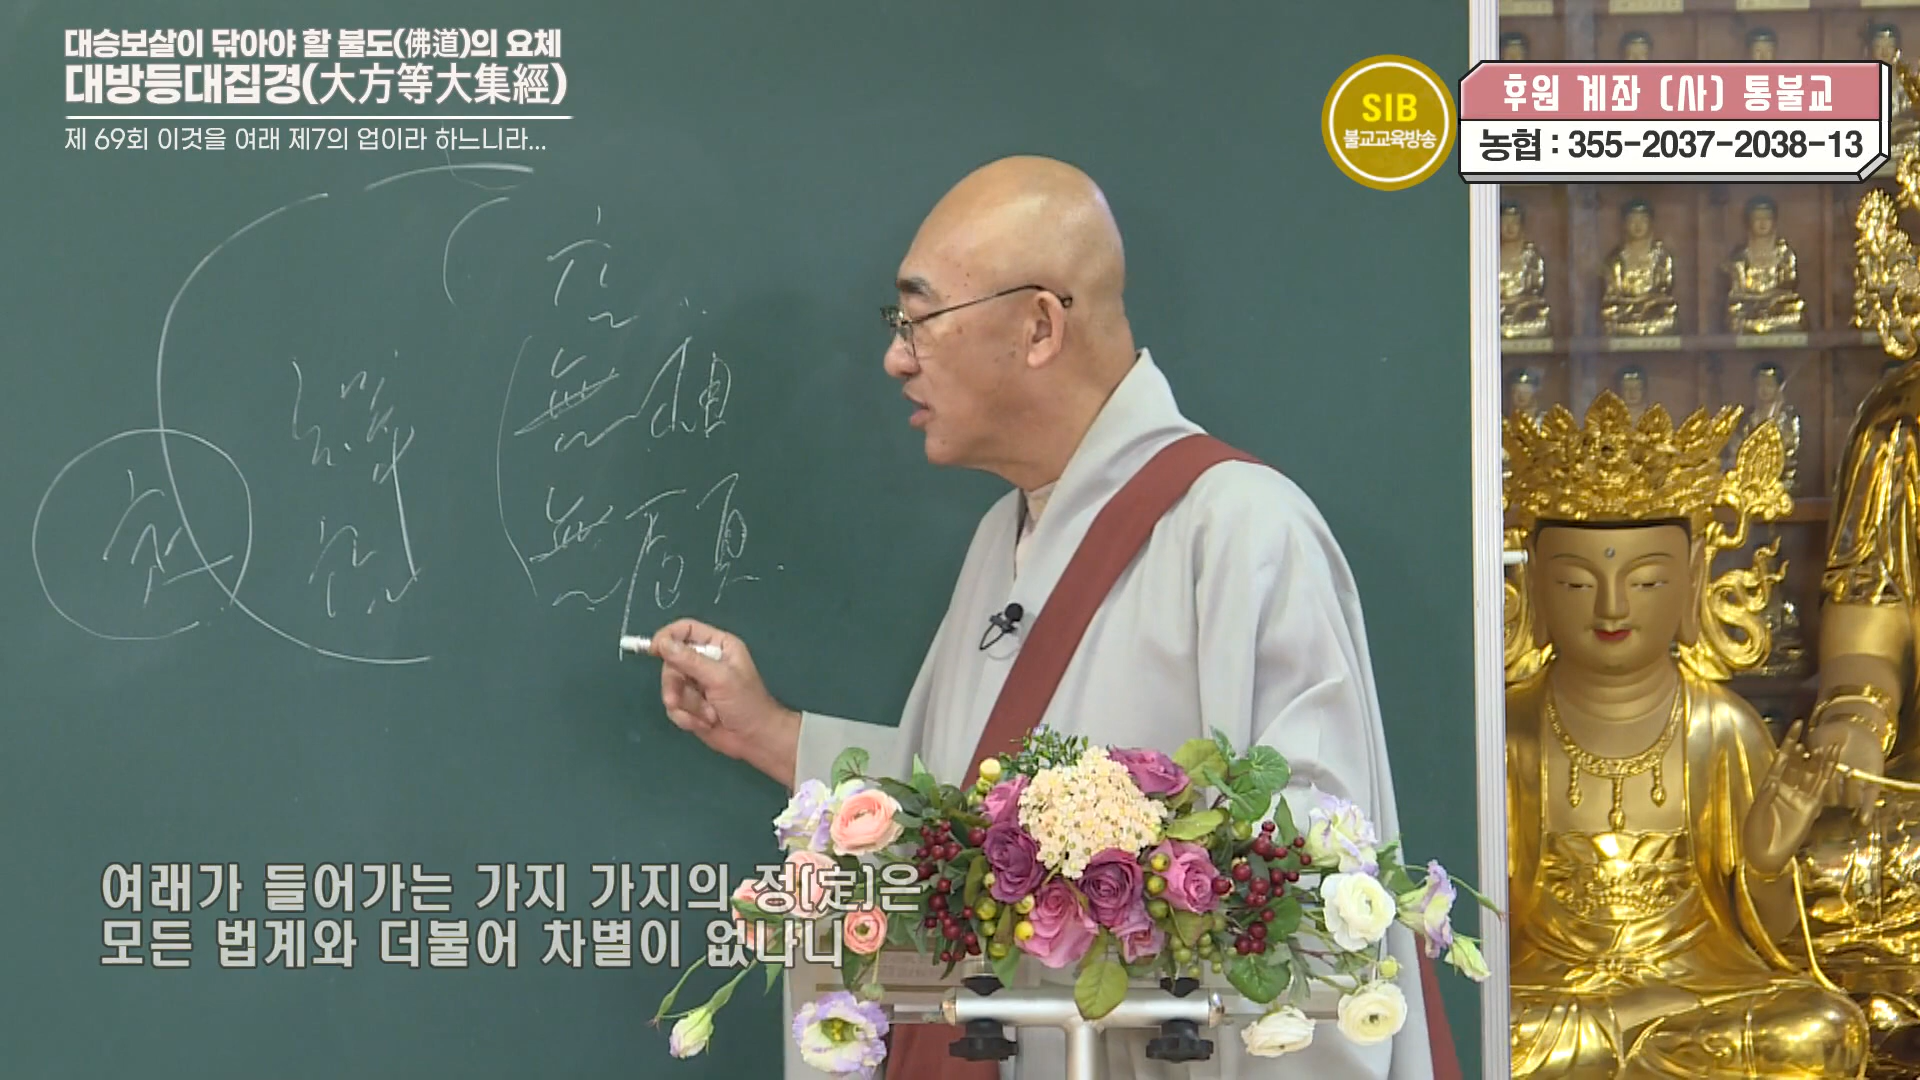 대승보살이 닦아야 할 불도(佛道)의 요체
대방등대집경(大方等大集經)
제 69회 이것을 여래 제7의 업이라 하느니라...
SIB
불교교육방송
후원 계좌 (사) 통불교
농협 : 355-2037-2038-13
無相
無願
여래가 들어가는 가지 가지의 정(定)은
모든 법계와 더불어 차별이 없나니